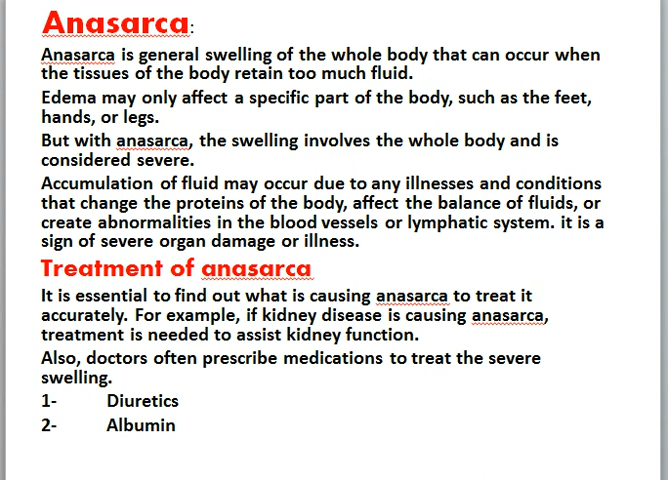 Anasarca:
Anasarca is general swelling of the whole body that can occur when
the tissues of the body retain too much fluid.
Edema may only affect a specific part of the body, such as the feet,
hands, or legs.
But with anasarca, the swelling involves the whole body and is
considered severe.
Accumulation of fluid may occur due to any illnesses and conditions
that change the proteins of the body, affect the balance of fluids, or
create abnormalities in the blood vessels or lymphatic system. it is a
sign of severe organ damage or illness.
Treatment of anasarca
It is essential to find out what is causing anasarca to treat it
accurately. For example, if kidney disease is causing anasarca,
treatment is needed to assist kidney function.
Also, doctors often prescribe medications to treat the severe
swelling.
1- Diuretics
2- Albumin